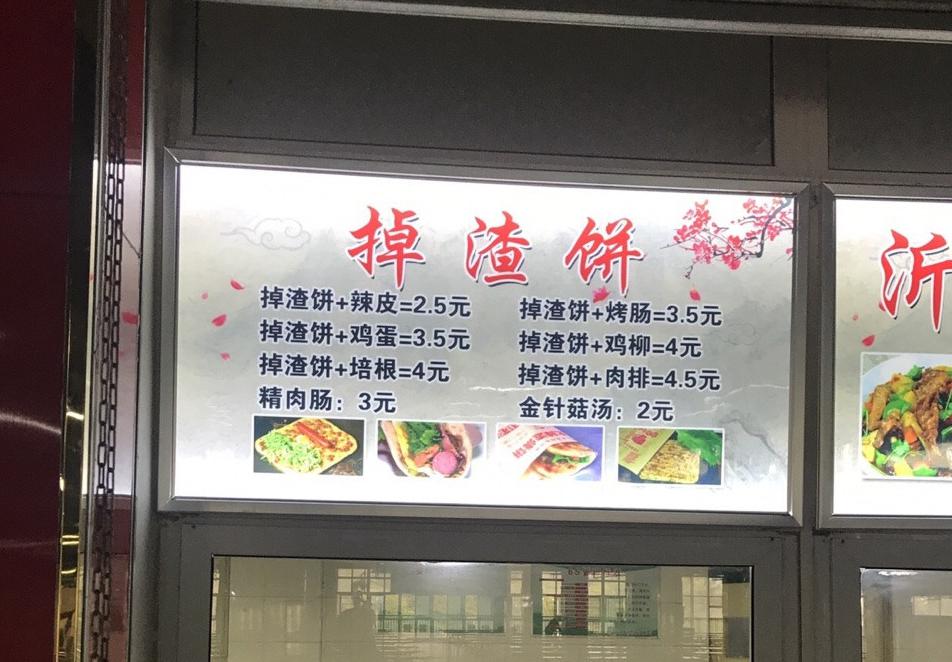 掉渣饼
掉渣饼+辣皮=2.5元
掉渣饼+烤肠=3.5元
掉渣饼+鸡蛋=3.5元
掉渣饼+鸡柳=4元
掉渣饼+培根=4元
掉渣饼+肉排=4.5元
精肉肠：3元
金针菇汤：2元
沂